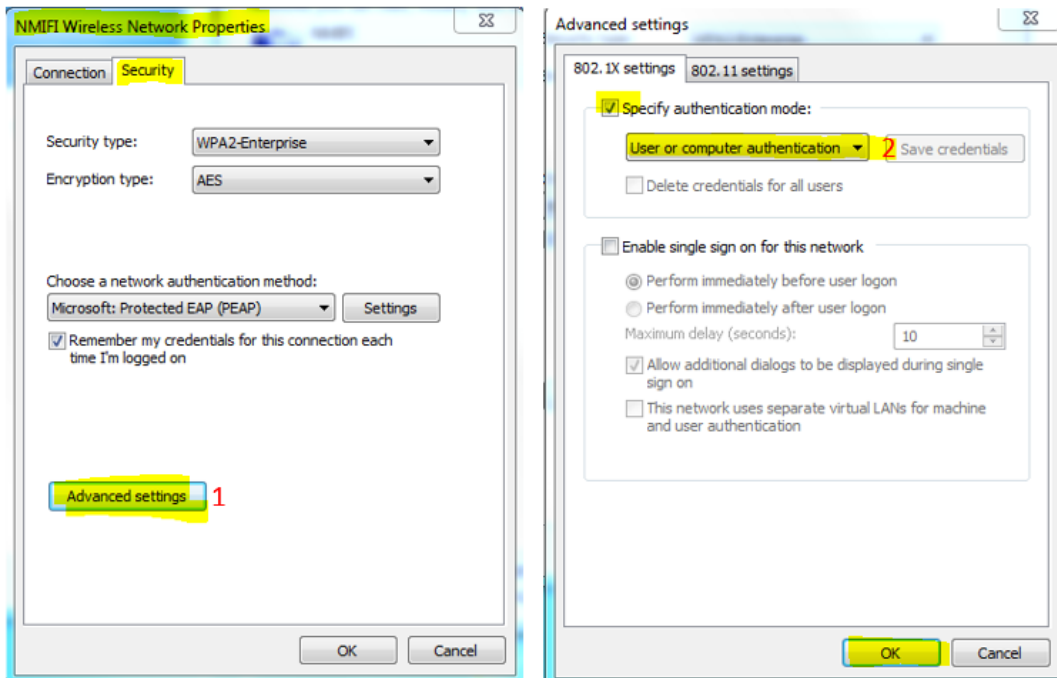 NMIFI Wireless Network Properties
Connection
Security
Security type:
WPA2-Enterprise
Encryption type:
AES
Choose a network authentication method:
Microsoft: Protected EAP (PEAP)
Settings
Remember my credentials for this connection each
time I'm logged on
Advanced settings
1
OK
Cancel
Advanced settings
802.1X settings
802.11 settings
Specify authentication mode:
User or computer authentication
2
Save credentials
Delete credentials for all users
Enable single sign on for this network
Perform immediately before user logon
Perform immediately after user logon
Maximum delay (seconds):
10
Allow additional dialogs to be displayed during single
sign on
This network uses separate virtual LANs for machine
and user authentication
OK
Cancel